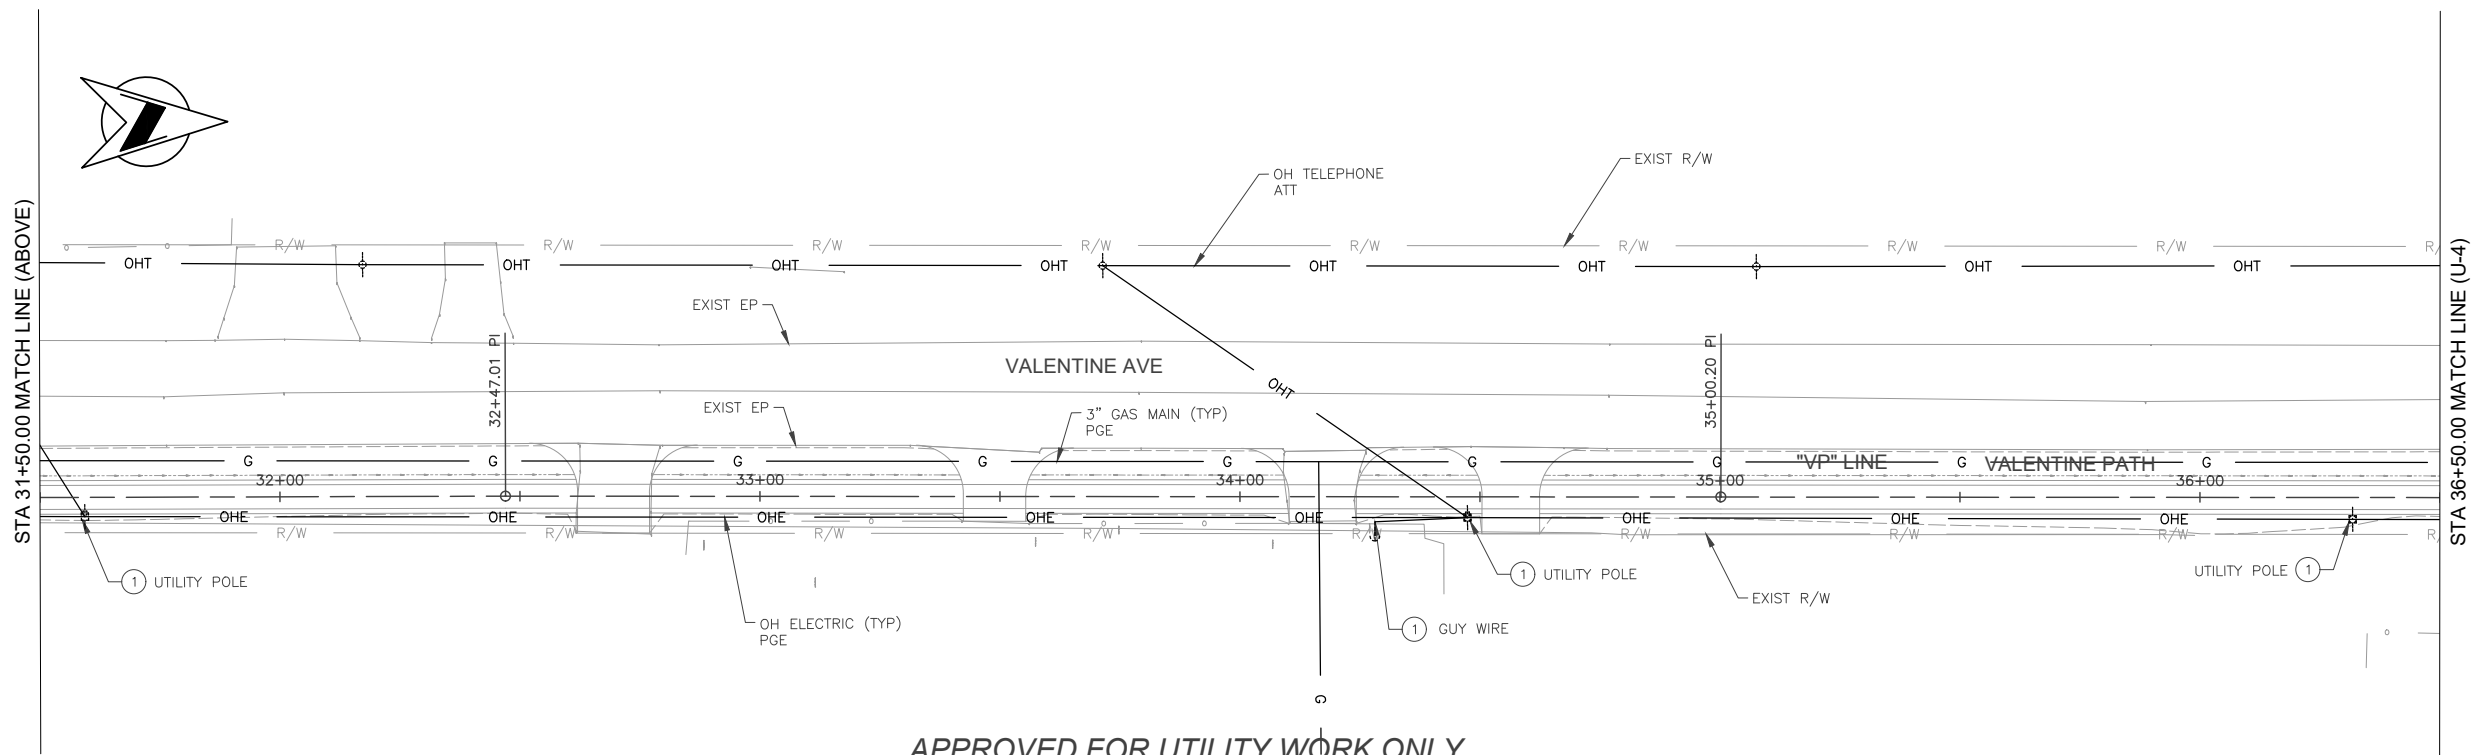 STA 31+50.00 MATCH LINE (ABOVE)
STA 36+50.00 MATCH LINE (U-4)
EXIST R/W
OH TELEPHONE
ATT
R/W R/W R/W R/W R/W R/W R/W R/W R/
OHT OHT OHT OHT OHT OHT OHT OHT
EXIST EP
32+47.01 PI
35+00.20 PI
VALENTINE AVE
OHT
EXIST EP
3" GAS MAIN (TYP)
PGE
G G G G G G G G G
"VP" LINE VALENTINE PATH
32+00 33+00 34+00 35+00 36+00
OHE OHE OHE OHE OHE OHE OHE OHE
R/W R/W R/W R/W R/W R/W R/W R/W R/
1 UTILITY POLE
1 UTILITY POLE
UTILITY POLE 1
EXIST R/W
OH ELECTRIC (TYP)
PGE
1 GUY WIRE
G
APPROVED FOR UTILITY WORK ONLY